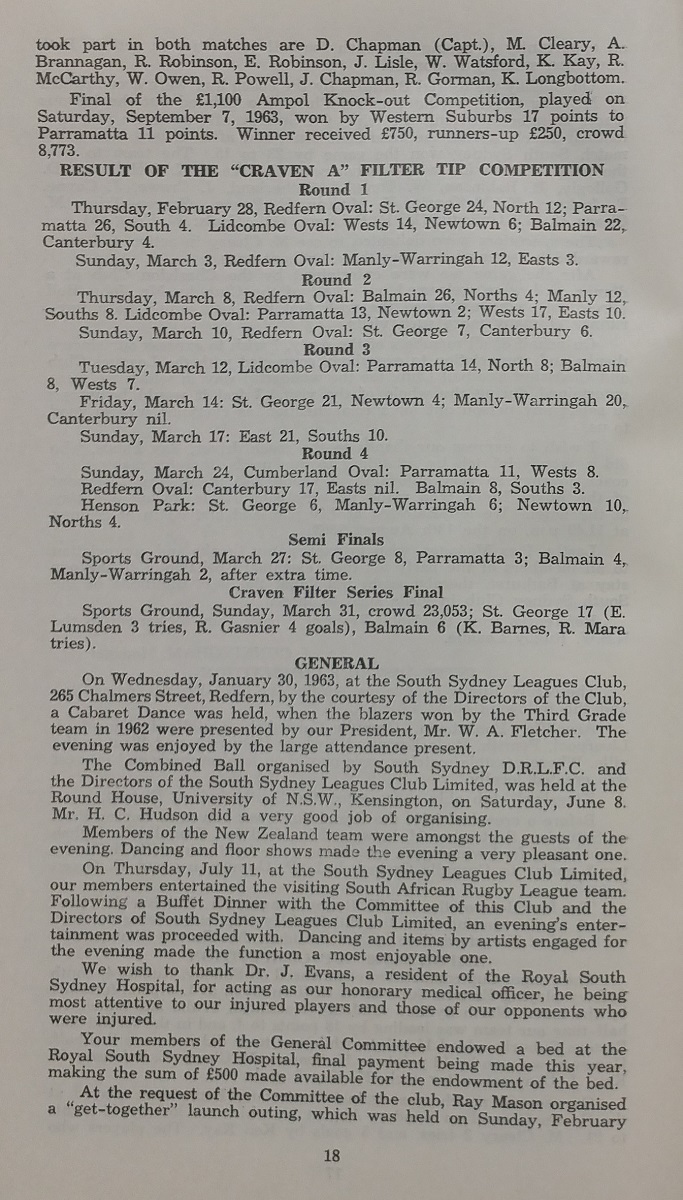 took part in both matches are D. Chapman (Capt.), M. Cleary, A.
Brannagan, R. Robinson, E. Robinson, J. Lisle, W. Watsford, K. Kay, R.
McCarthy, W. Owen, R. Powell, J. Chapman, R. Gorman, K. Longbottom.
Final of the £1,100 Ampol Knock-out Competition, played on
Saturday, September 7, 1963, won by Western Suburbs 17 points to
Parramatta 11 points. Winner received £750, runners-up £250, crowd
8,773.
RESULT OF THE “CRAVEN A” FILTER TIP COMPETITION
Round 1
Thursday, February 28, Redfern Oval: St. George 24, North 12; Parra-
matta 26, South 4. Lidcombe Oval: Wests 14, Newtown 6; Balmain 22,
Canterbury 4.
Sunday, March 3, Redfern Oval: Manly-Warringah 12, Easts 3.
Round 2
Thursday, March 8, Redfern Oval: Balmain 26, Norths 4; Manly 12,
Souths 8. Lidcombe Oval: Parramatta 13, Newtown 2; Wests 17, Easts 10.
Sunday, March 10, Redfern Oval: St. George 7, Canterbury 6.
Round 3
Tuesday, March 12, Lidcombe Oval: Parramatta 14, North 8; Balmain
8, Wests 7.
Friday, March 14: St. George 21, Newtown 4; Manly-Warringah 20,
Canterbury nil.
Sunday, March 17: East 21, Souths 10.
Round 4
Sunday, March 24, Cumberland Oval: Parramatta 11, Wests 8.
Redfern Oval: Canterbury 17, Easts nil. Balmain 8, Souths 3.
Henson Park: St. George 6, Manly-Warringah 6; Newtown 10,
Norths 4.
Semi Finals
Sports Ground, March 27: St. George 8, Parramatta 3; Balmain 4,
Manly-Warringah 2, after extra time.
Craven Filter Series Final
Sports Ground, Sunday, March 31, crowd 23,053; St. George 17 (E.
Lumsden 3 tries, R. Gasnier 4 goals), Balmain 6 (K. Barnes, R. Mara
tries).
GENERAL
On Wednesday, January 30, 1963, at the South Sydney Leagues Club,
265 Chalmers Street, Redfern, by the courtesy of the Directors of the Club,
a Cabaret Dance was held, when the blazers won by the Third Grade
team in 1962 were presented by our President, Mr. W. A. Fletcher. The
evening was enjoyed by the large attendance present.
The Combined Ball organised by South Sydney D.R.L.F.C. and
the Directors of the South Sydney Leagues Club Limited, was held at the
Round House, University of N.S.W., Kensington, on Saturday, June 8.
Mr. H. C. Hudson did a very good job of organising.
Members of the New Zealand team were amongst the guests of the
evening. Dancing and floor shows made the evening a very pleasant one.
On Thursday, July 11, at the South Sydney Leagues Club Limited,
our members entertained the visiting South African Rugby League team.
Following a Buffet Dinner with the Committee of this Club and the
Directors of South Sydney Leagues Club Limited, an evening's enter-
tainment was proceeded with. Dancing and items by artists engaged for
the evening made the function a most enjoyable one.
We wish to thank Dr. J. Evans, a resident of the Royal South
Sydney Hospital, for acting as our honorary medical officer, he being
most attentive to our injured players and those of our opponents who
were injured.
Your members of the General Committee endowed a bed at the
Royal South Sydney Hospital, final payment being made this year,
making the sum of £500 made available for the endowment of the bed.
At the request of the Committee of the club, Ray Mason organised
a “get-together” launch outing, which was held on Sunday, February
18